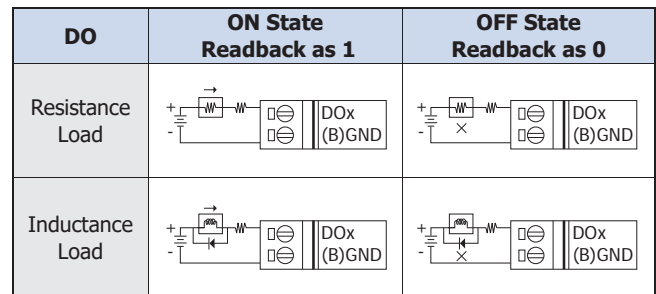 DO
ON State
Readback as 1
OFF State
Readback as 0
Resistance
Load
+
-
DOx
(B)GND
+
-
×
DOx
(B)GND
Inductance
Load
+
-
DOx
(B)GND
+
-
×
DOx
(B)GND